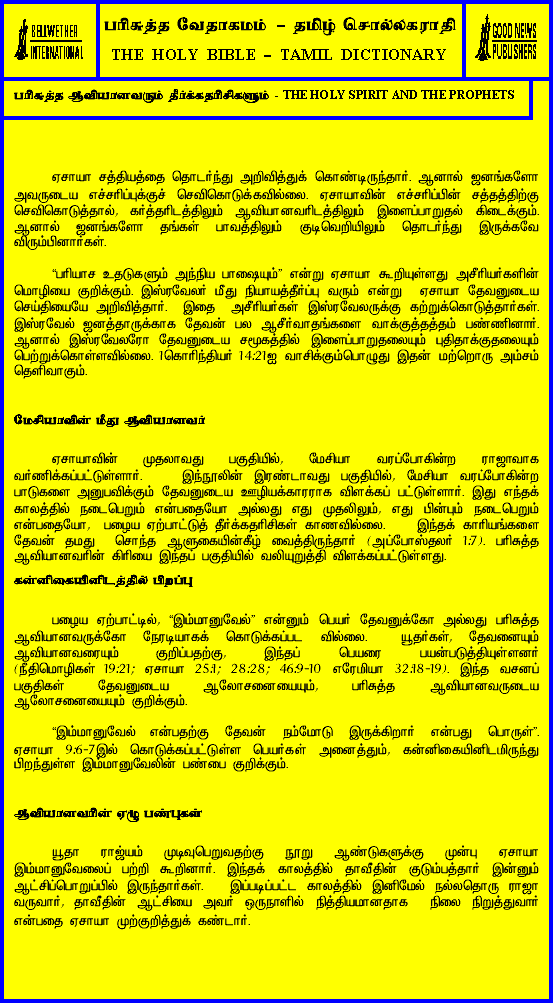 BELLWETHER
INTERNATIONAL
பரிசுத்த வேதாகமம் – தமிழ் சொல்லகராதி
THE HOLY BIBLE – TAMIL DICTIONARY
GOOD NEWS
PUBLISHERS
பரிசுத்த ஆவியானவரும் தீர்க்கதரிசிகளும் - THE HOLY SPIRIT AND THE PROPHETS
ஏசாயா சத்தியத்தை தொடர்ந்து அறிவித்துக் கொண்டிருந்தார். ஆனால் ஜனங்களோ
அவருடைய எச்சரிப்புக்குச் செவிகொடுக்கவில்லை. ஏசாயாவின் எச்சரிப்பின் சத்தத்திற்கு
செவிகொடுத்தால், கர்த்தரிடத்திலும் ஆவியானவரிடத்திலும் இளைப்பாறுதல் கிடைக்கும்.
ஆனால் ஜனங்களோ தங்கள் பாவத்திலும் குடிவெறியிலும் தொடர்ந்து இருக்கவே
விரும்பினார்கள்.
“பரியாச உதடுகளும் அந்நிய பாஷையும்” என்று ஏசாயா கூறியுள்ளது அசீரியர்களின்
மொழியை குறிக்கும். இஸ்ரவேலர் மீது நியாயத்தீர்ப்பு வரும் என்று ஏசாயா தேவனுடைய
செய்தியையே அறிவித்தார். இதை அசீரியர்கள் இஸ்ரவேலருக்கு கற்றுக்கொடுத்தார்கள்.
இஸ்ரவேல் ஜனத்தாருக்காக தேவன் பல ஆசீர்வாதங்களை வாக்குத்தத்தம் பண்ணினார்.
ஆனால் இஸ்ரவேலரோ தேவனுடைய சமூகத்தில் இளைப்பாறுதலையும் புதிதாக்குதலையும்
பெற்றுக்கொள்ளவில்லை. 1கொரிந்தியர் 14:21ஐ வாசிக்கும்பொழுது இதன் மற்றொரு அம்சம்
தெளிவாகும்.
மேசியாவின் மீது ஆவியானவர்
ஏசாயாவின் முதலாவது பகுதியில், மேசியா வரப்போகின்ற ராஜாவாக
வர்ணிக்கப்பட்டுள்ளார். இந்நூலின் இரண்டாவது பகுதியில், மேசியா வரப்போகின்ற
பாடுகளை அனுபவிக்கும் தேவனுடைய ஊழியக்காரராக விளக்கப் பட்டுள்ளார். இது எந்தக்
காலத்தில் நடைபெறும் என்பதையோ அல்லது எது முதலிலும், எது பின்பும் நடைபெறும்
என்பதையோ, பழைய ஏற்பாட்டுத் தீர்க்கதரிசிகள் காணவில்லை. இந்தக் காரியங்களை
தேவன் தமது சொந்த ஆளுகையின்கீழ் வைத்திருந்தார் (அப்போஸ்தலர் 1:7). பரிசுத்த
ஆவியானவரின் கிரியை இந்தப் பகுதியில் வலியுறுத்தி விளக்கப்பட்டுள்ளது.
கன்னிகையினிடத்தில் பிறப்பு
பழைய ஏற்பாட்டில், “இம்மானுவேல்” என்னும் பெயர் தேவனுக்கோ அல்லது பரிசுத்த
ஆவியானவருக்கோ நேரடியாகக் கொடுக்கப்பட வில்லை. யூதர்கள், தேவனையும்
ஆவியானவரையும் குறிப்பதற்கு, இந்தப் பெயரை பயன்படுத்தியுள்ளனர்
(நீதிமொழிகள் 19:21; ஏசாயா 25:1; 28:28; 46:9-10 எரேமியா 32:18-19). இந்த வசனப்
பகுதிகள் தேவனுடைய ஆலோசனையையும், பரிசுத்த ஆவியானவருடைய
ஆலோசனையையும் குறிக்கும்.
“இம்மானுவேல் என்பதற்கு தேவன் நம்மோடு இருக்கிறார் என்பது பொருள்”.
ஏசாயா 9:6-7இல் கொடுக்கப்பட்டுள்ள பெயர்கள் அனைத்தும், கன்னிகையினிடமிருந்து
பிறந்துள்ள இம்மானுவேலின் பண்பை குறிக்கும்.
ஆவியானவரின் ஏழு பண்புகள்
யூதா ராஜ்யம் முடிவுபெறுவதற்கு நூறு ஆண்டுகளுக்கு முன்பு ஏசாயா
இம்மானுவேலைப் பற்றி கூறினார். இந்தக் காலத்தில் தாவீதின் குடும்பத்தார் இன்னும்
ஆட்சிப்பொறுப்பில் இருந்தார்கள். இப்படிப்பட்ட காலத்தில் இனிமேல் நல்லதொரு ராஜா
வருவார், தாவீதின் ஆட்சியை அவர் ஒருநாளில் நித்தியமானதாக நிலை நிறுத்துவார்
என்பதை ஏசாயா முற்குறித்துக் கண்டார்.